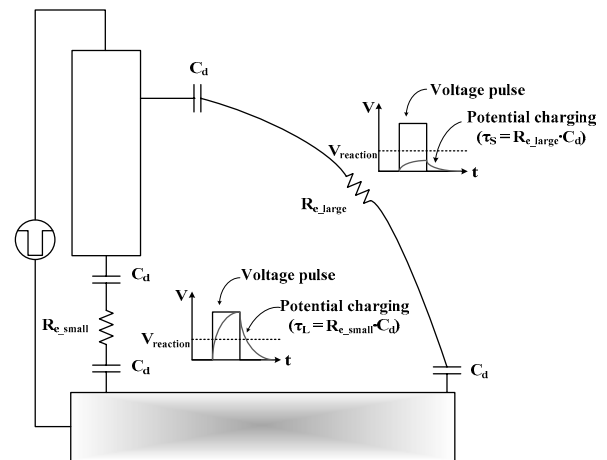 C_d
Voltage pulse
V
Potential charging
(τ_S = R_e_large·C_d)
V_reaction
t
R_e_large
C_d
Voltage pulse
V
Potential charging
(τ_L = R_e_small·C_d)
R_e_small
V_reaction
t
C_d
C_d